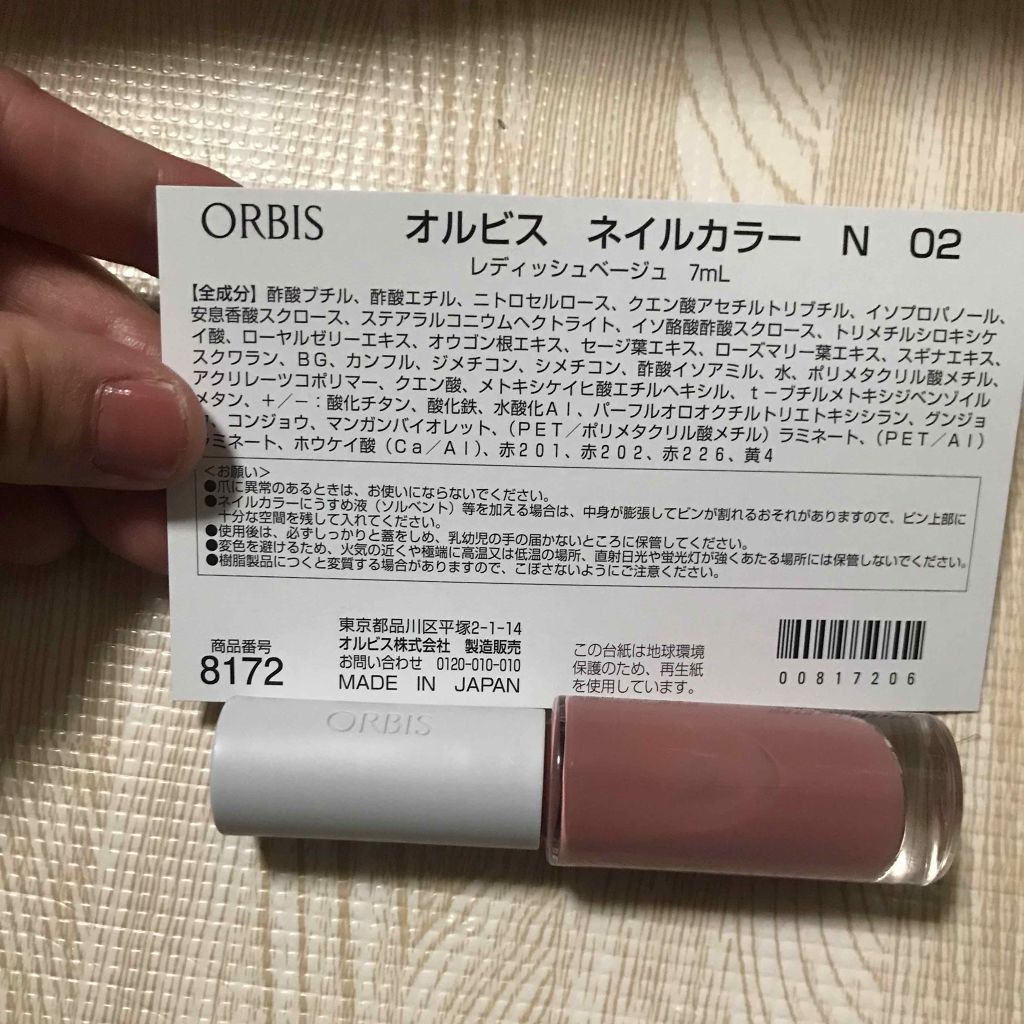 ORBIS オルビス ネイルカラー N 02
レディッシュベージュ 7mL
【全成分】酢酸ブチル、酢酸エチル、ニトロセルロース、クエン酸アセチルトリブチル、イソプロパノール、
安息香酸スクロース、ステアラルコニウムヘクトライト、イソ酪酸酢酸スクロース、トリメチルシロキシケ
イ酸、ローヤルゼリーエキス、オウゴン根エキス、セージ葉エキス、ローズマリー葉エキス、スギナエキス、
スクワラン、BG、カンフル、ジメチコン、シメチコン、酢酸イソアミル、水、ポリメタクリル酸メチル、
アクリレーツコポリマー、クエン酸、メトキシケイヒ酸エチルヘキシル、t－ブチルメトキシジベンゾイル
メタン、＋／－：酸化チタン、酸化鉄、水酸化Al、パーフルオロオクチルトリエトキシシラン、グンジョ
、コンジョウ、マンガンバイオレット、（PET／ポリメタクリル酸メチル）ラミネート、（PET／Al）
ラミネート、ホウケイ酸（Ca／Al）、赤201、赤202、赤226、黄4
＜お願い＞
●爪に異常のあるときは、お使いにならないでください。
●ネイルカラーにうすめ液（ソルベント）等を加える場合は、中身が膨張してビンが割れるおそれがありますので、ビン上部に
十分な空間を残して入れてください。
●使用後は、必ずしっかりと蓋をしめ、乳幼児の手の届かないところに保管してください。
●変色を避けるため、火気の近くや極端に高温又は低温の場所、直射日光や蛍光灯が強くあたる場所には保管しないでください。
●樹脂製品につくと変質する場合がありますので、こぼさないようにご注意ください。
商品番号
8172
東京都品川区平塚2-1-14
オルビス株式会社 製造販売
お問い合わせ 0120-010-010
MADE IN JAPAN
この台紙は地球環境
保護のため、再生紙
を使用しています。
00817206
ORBIS